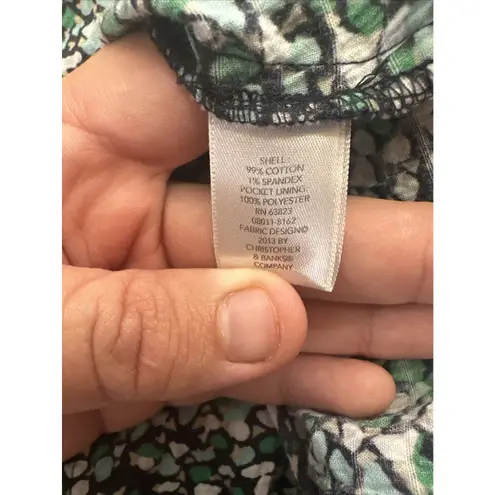 SHELL
99% COTTON
1% SPANDEX
POCKET LINING
100% POLYESTER
RN 63823
00011-8162
FABRIC DESIGN©
2013 BY
CHRISTOPHER
& BANKS®
COMPANY